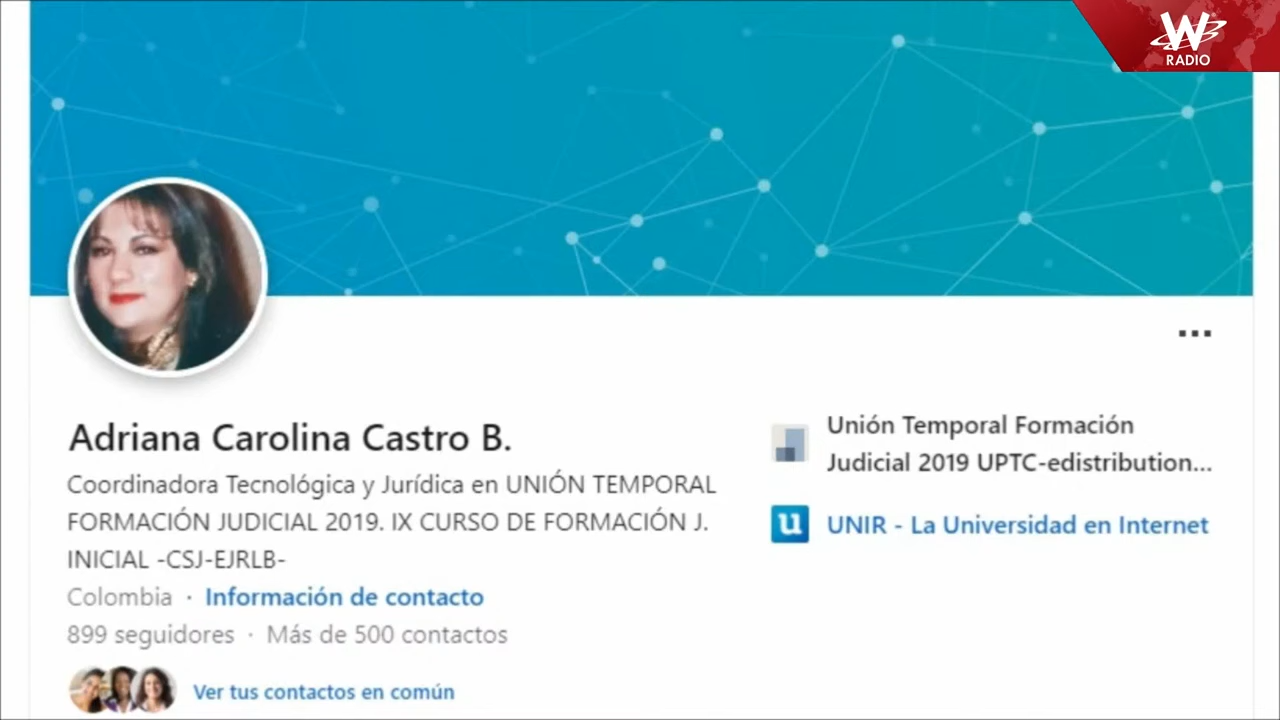 W
RADIO
Adriana Carolina Castro B.
Coordinadora Tecnológica y Jurídica en UNIÓN TEMPORAL
FORMACIÓN JUDICIAL 2019. IX CURSO DE FORMACIÓN J.
INICIAL -CSJ-EJRLB-
Colombia · Información de contacto
899 seguidores · Más de 500 contactos
Ver tus contactos en común
Unión Temporal Formación
Judicial 2019 UPTC-edistribution...
u
UNIR - La Universidad en Internet